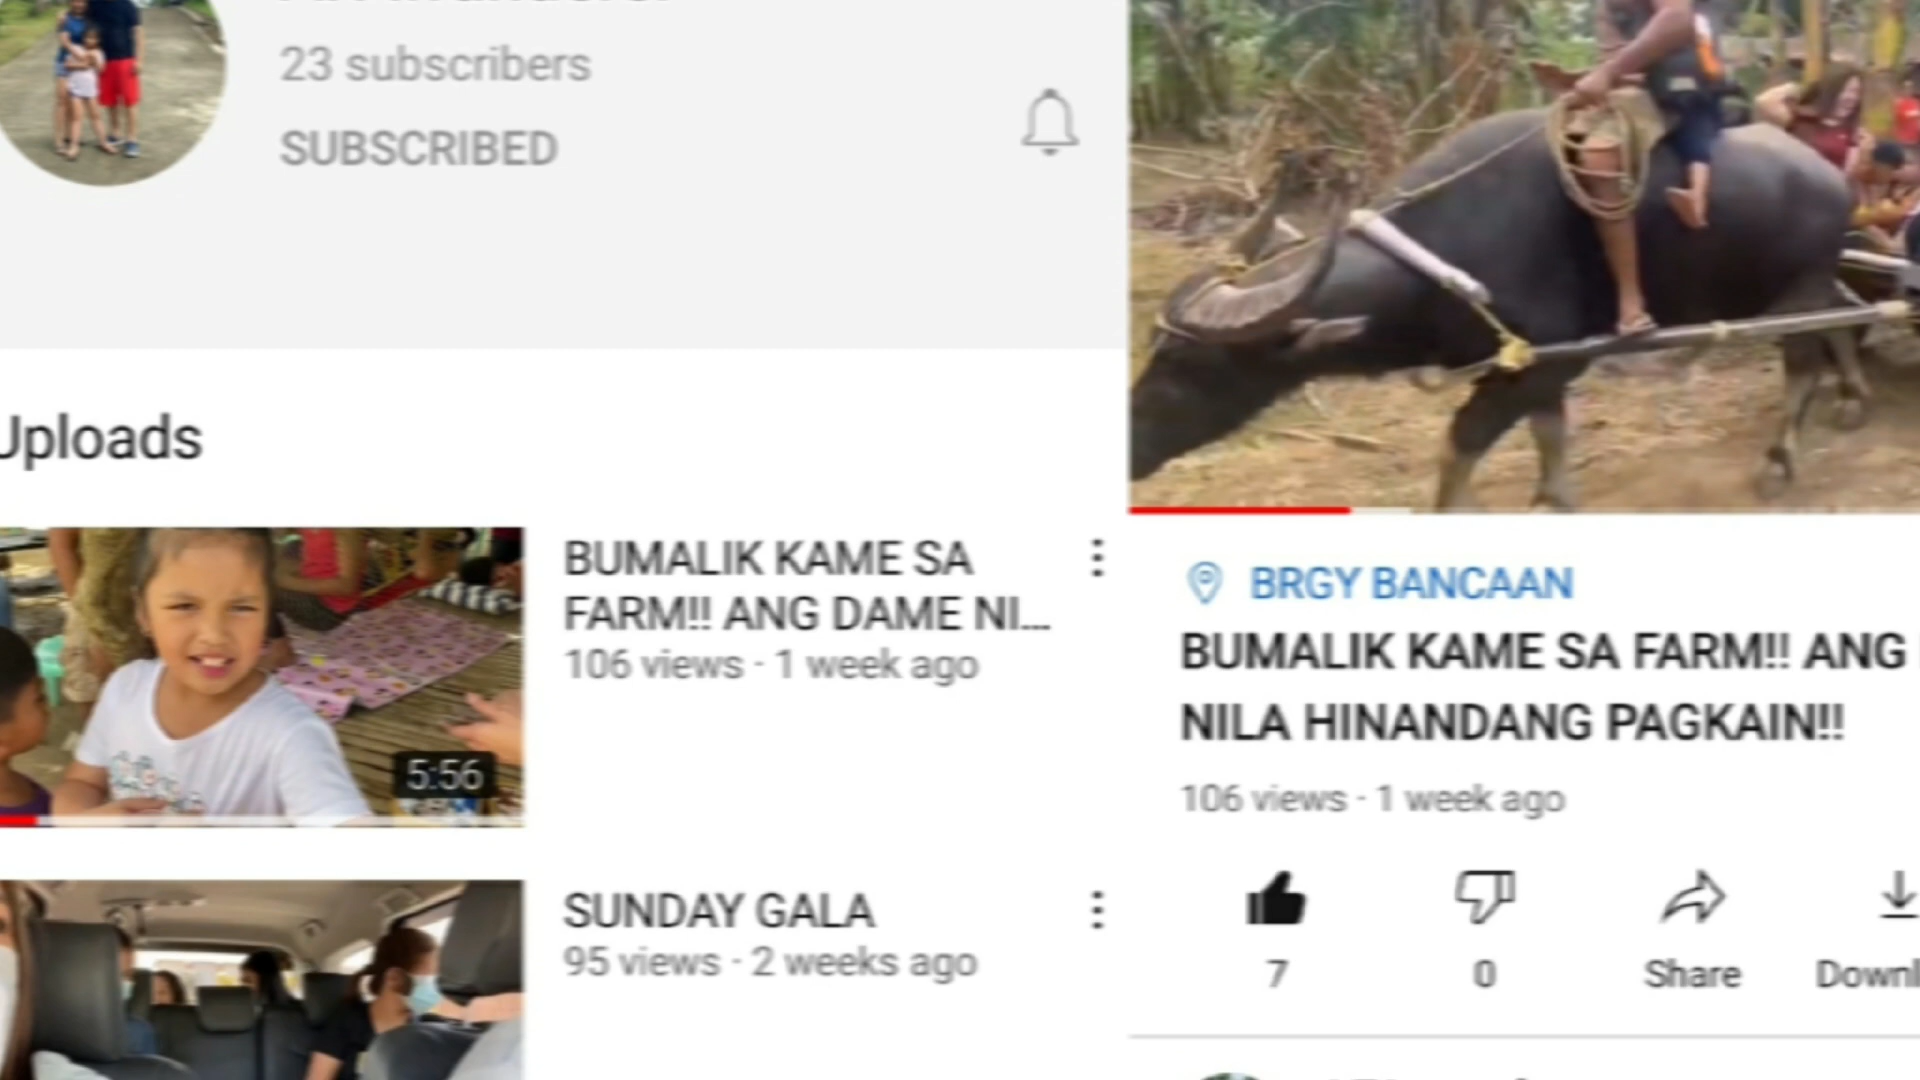 23 subscribers
SUBSCRIBED
Uploads
BUMALIK KAME SA
FARM!! ANG DAME NI...
106 views · 1 week ago
5:56
SUNDAY GALA
95 views · 2 weeks ago
BRGY BANCAAN
BUMALIK KAME SA FARM!! ANG
NILA HINANDANG PAGKAIN!!
106 views · 1 week ago
7
0
Share
Downl